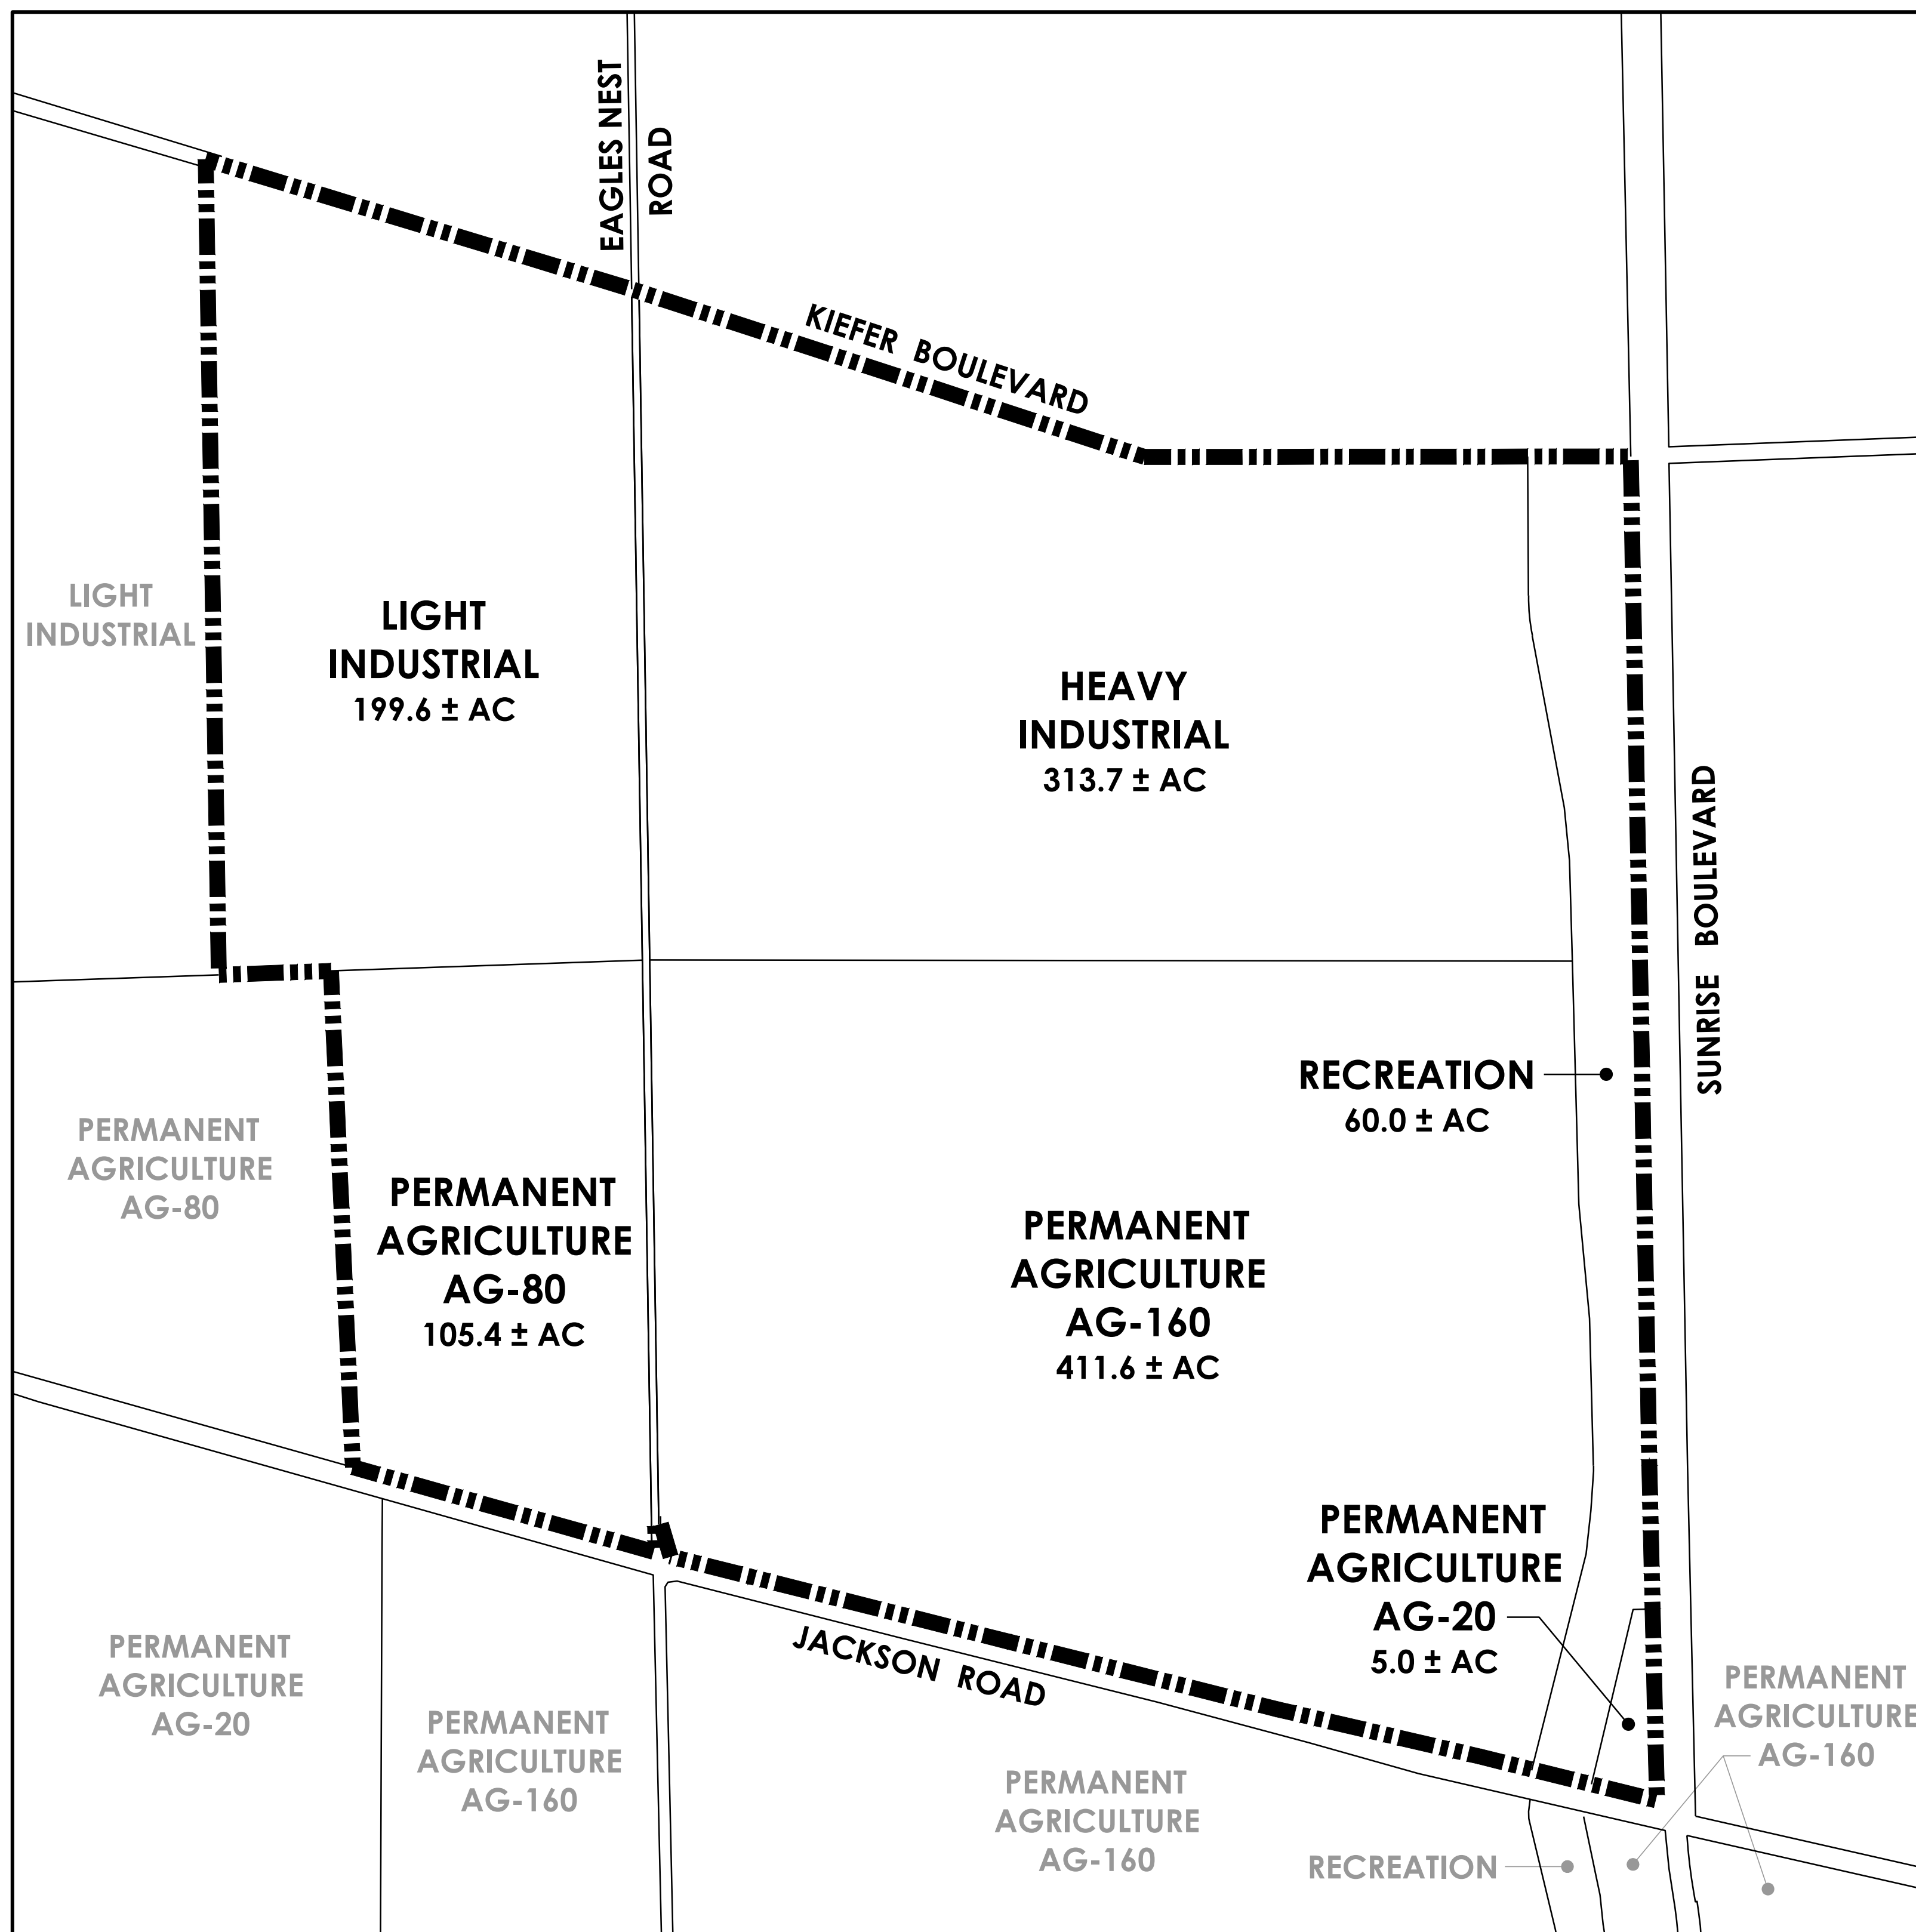 EAGLES NEST
ROAD
KIEFER BOULEVARD
LIGHT
INDUSTRIAL
LIGHT
INDUSTRIAL
199.6 ± AC
HEAVY
INDUSTRIAL
313.7 ± AC
SUNRISE BOULEVARD
RECREATION
60.0 ± AC
PERMANENT
AGRICULTURE
AG-80
PERMANENT
AGRICULTURE
AG-80
105.4 ± AC
PERMANENT
AGRICULTURE
AG-160
411.6 ± AC
PERMANENT
AGRICULTURE
AG-20
5.0 ± AC
JACKSON ROAD
PERMANENT
AGRICULTURE
AG-20
PERMANENT
AGRICULTURE
AG-160
PERMANENT
AGRICULTURE
AG-160
RECREATION
PERMANENT
AGRICULTURE
AG-160